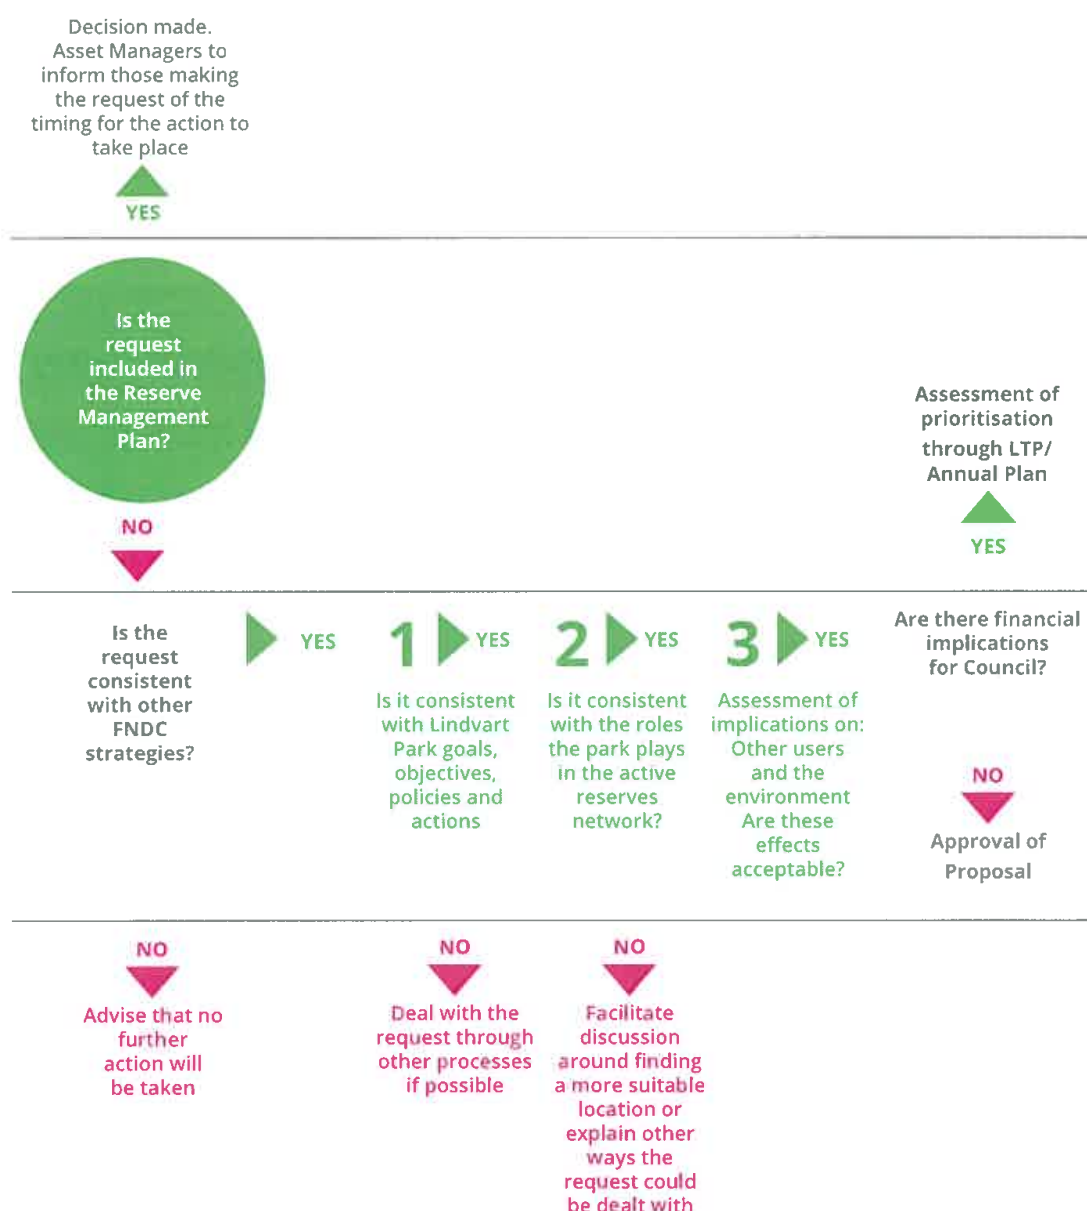 Decision made.
Asset Managers to
inform those making
the request of the
timing for the action to
take place
YES
Is the
request
included in
the Reserve
Management
Plan?
NO
Assessment of
prioritisation
through LTP/
Annual Plan
YES
Is the
request
consistent
with other
FNDC
strategies?
YES
1 YES
Is it consistent
with Lindvart
Park goals,
objectives,
policies and
actions
2 YES
Is it consistent
with the roles
the park plays
in the active
reserves
network?
3 YES
Assessment of
implications on:
Other users
and the
environment
Are these
effects
acceptable?
Are there financial
implications
for Council?
NO
Approval of
Proposal
NO
Advise that no
further
action will
be taken
NO
Deal with the
request through
other processes
if possible
NO
Facilitate
discussion
around finding
a more suitable
location or
explain other
ways the
request could
be dealt with